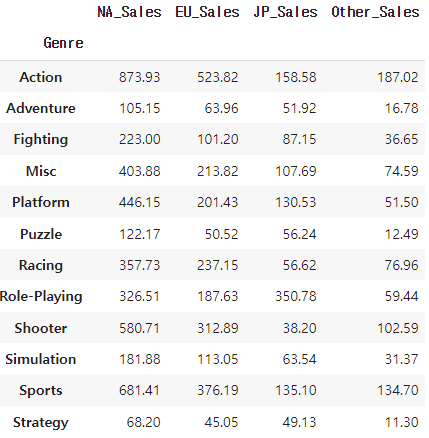 NA_Sales EU_Sales JP_Sales Other_Sales
Genre
Action 873.93 523.82 158.58 187.02
Adventure 105.15 63.96 51.92 16.78
Fighting 223.00 101.20 87.15 36.65
Misc 403.88 213.82 107.69 74.59
Platform 446.15 201.43 130.53 51.50
Puzzle 122.17 50.52 56.24 12.49
Racing 357.73 237.15 56.62 76.96
Role-Playing 326.51 187.63 350.78 59.44
Shooter 580.71 312.89 38.20 102.59
Simulation 181.88 113.05 63.54 31.37
Sports 681.41 376.19 135.10 134.70
Strategy 68.20 45.05 49.13 11.30